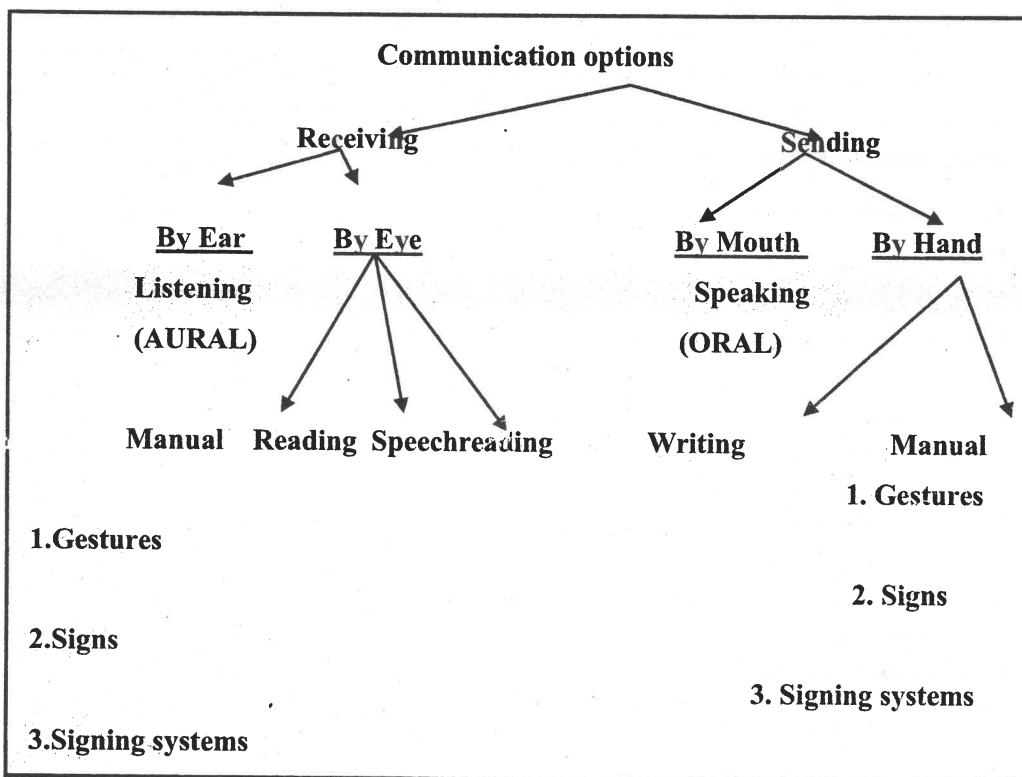 Communication options
Receiving
Sending
By Ear
By Eye
By Mouth
By Hand
Listening
Speaking
(AURAL)
(ORAL)
Manual
Reading
Speechreading
Writing
Manual
1. Gestures
1.Gestures
2. Signs
2.Signs
3. Signing systems
3.Signing systems